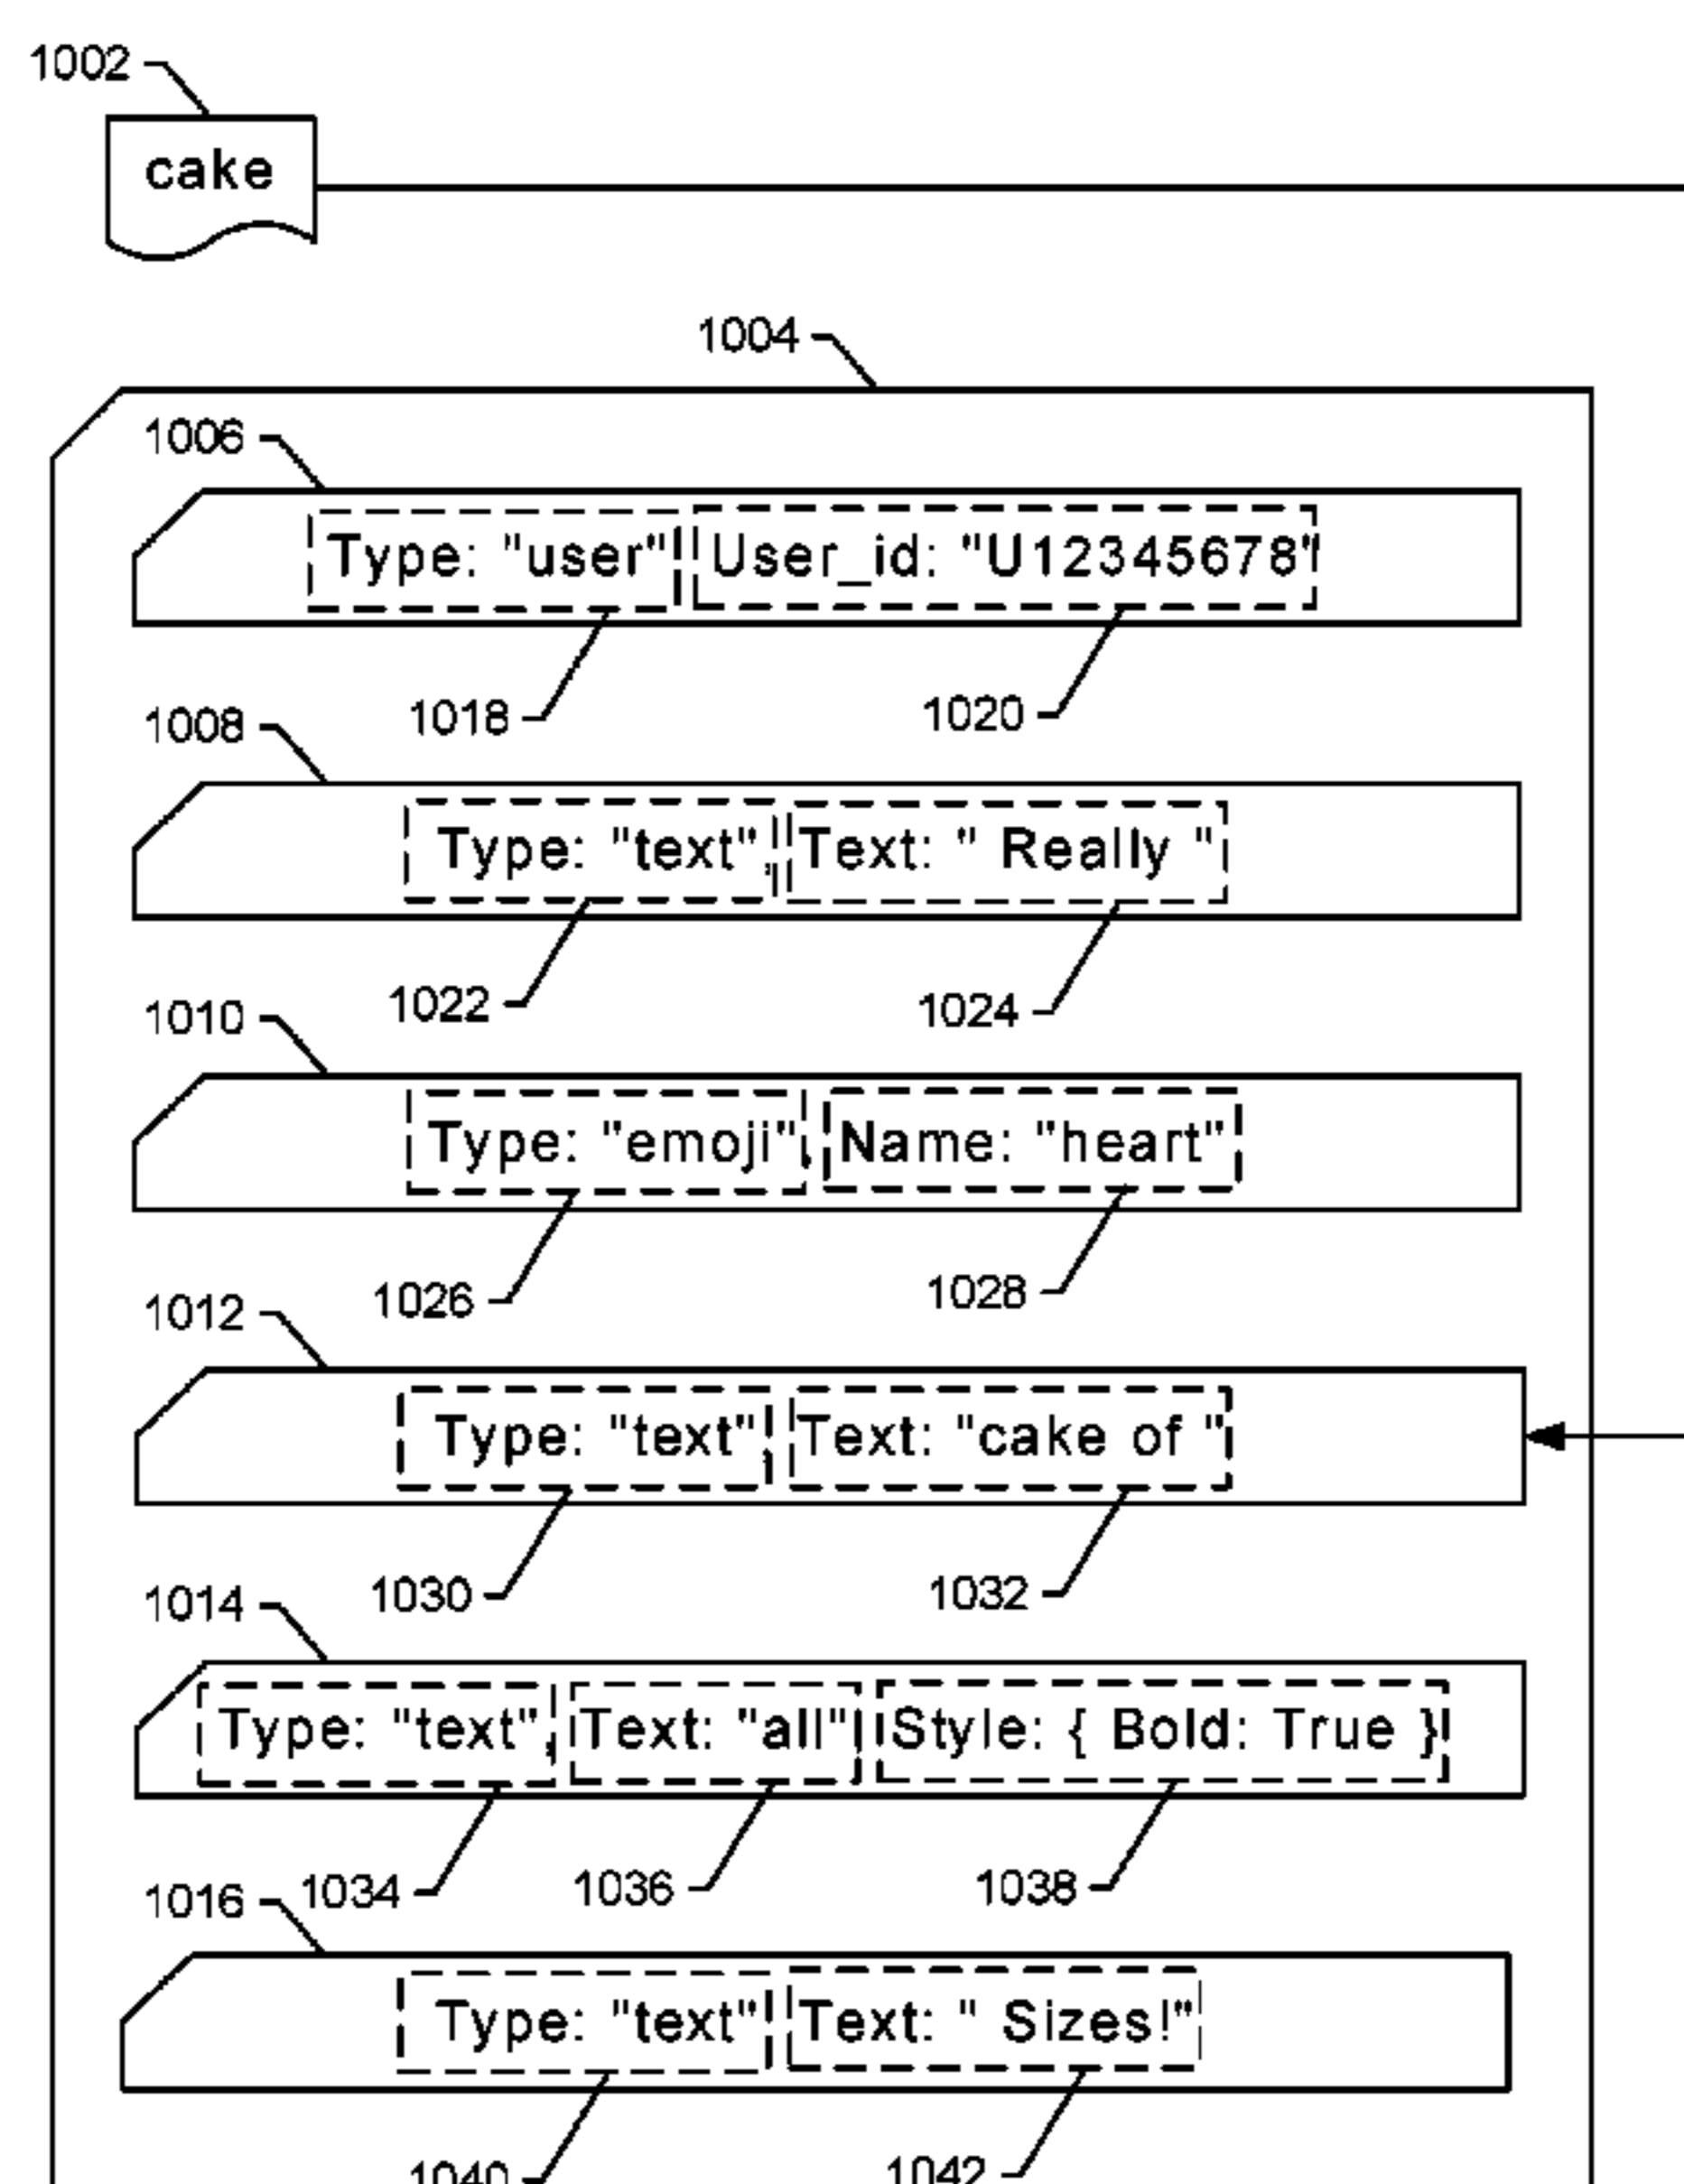 1002
cake
1004
1006
Type: "user" User_id: "U12345678"
1018 1020
1008
Type: "text", Text: " Really "
1022 1024
1010
Type: "emoji", Name: "heart"
1026 1028
1012
Type: "text", Text: "cake of "
1030 1032
1014
Type: "text", Text: "all" Style: { Bold: True }
1034 1036 1038
1016
Type: "text" Text: " Sizes!"
1040 1042